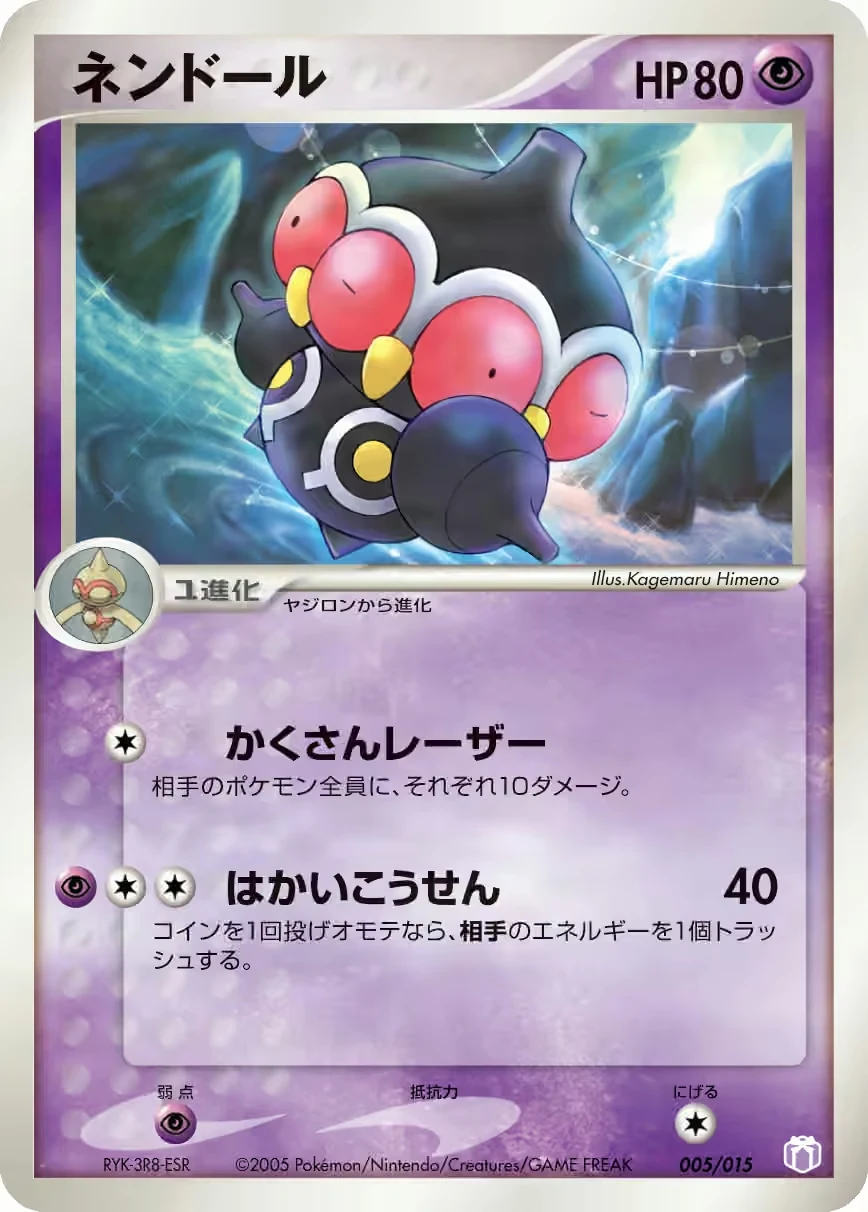 ネンドール
HP80
Illus.Kagemaru Himeno
1進化
ヤジロンから進化
かくさんレーザー
相手のポケモン全員に、それぞれ10ダメージ。
はかいこうせん 40
コインを1回投げオモテなら、相手のエネルギーを1個トラッ
シュする。
弱点 抵抗力 にげる
RYK-3R8-ESR ©2005 Pokémon/Nintendo/Creatures/GAME FREAK 005/015